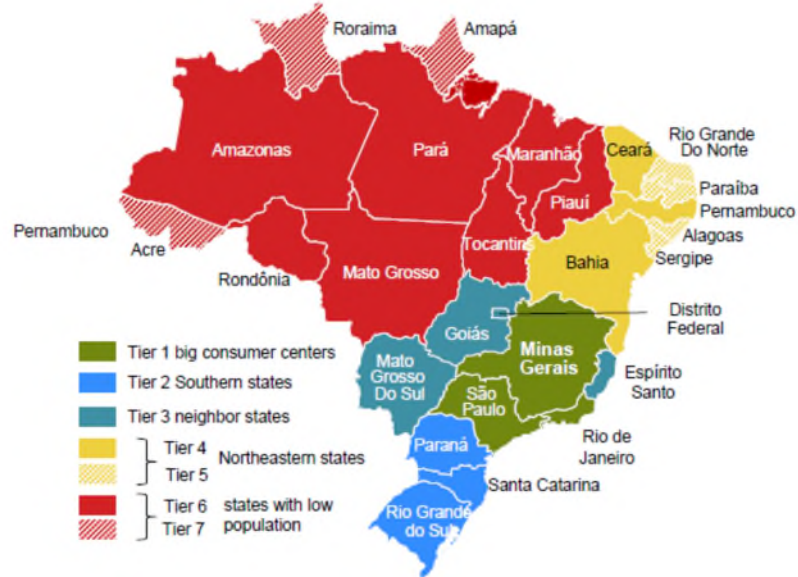 Roraima
Amapá
Amazonas
Pará
Maranhão
Ceará
Rio Grande
Do Norte
Paraíba
Piauí
Pernambuco
Pernambuco
Acre
Alagoas
Tocantins
Sergipe
Bahia
Rondônia
Mato Grosso
Distrito
Federal
Goiás
Minas
Gerais
Tier 1 big consumer centers
Mato
Grosso
Do Sul
Espírito
Santo
Tier 2 Southern states
São
Paulo
Tier 3 neighbor states
Rio de
Janeiro
Tier 4
Northeastern states
Tier 5
Paraná
Santa Catarina
Tier 6
states with low
population
Tier 7
Rio Grande
do Sul